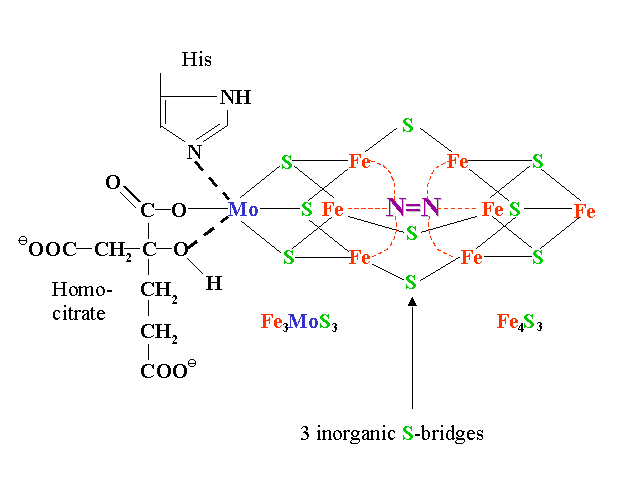 His
NH
N
S
S Fe Fe S
O
C O Mo S Fe N=N Fe S Fe
S
⊖OOC CH₂ C O S Fe Fe S
H
S
Homo-
citrate
CH₂
CH₂
COO⊖
Fe₃MoS₃ Fe₄S₃
3 inorganic S-bridges